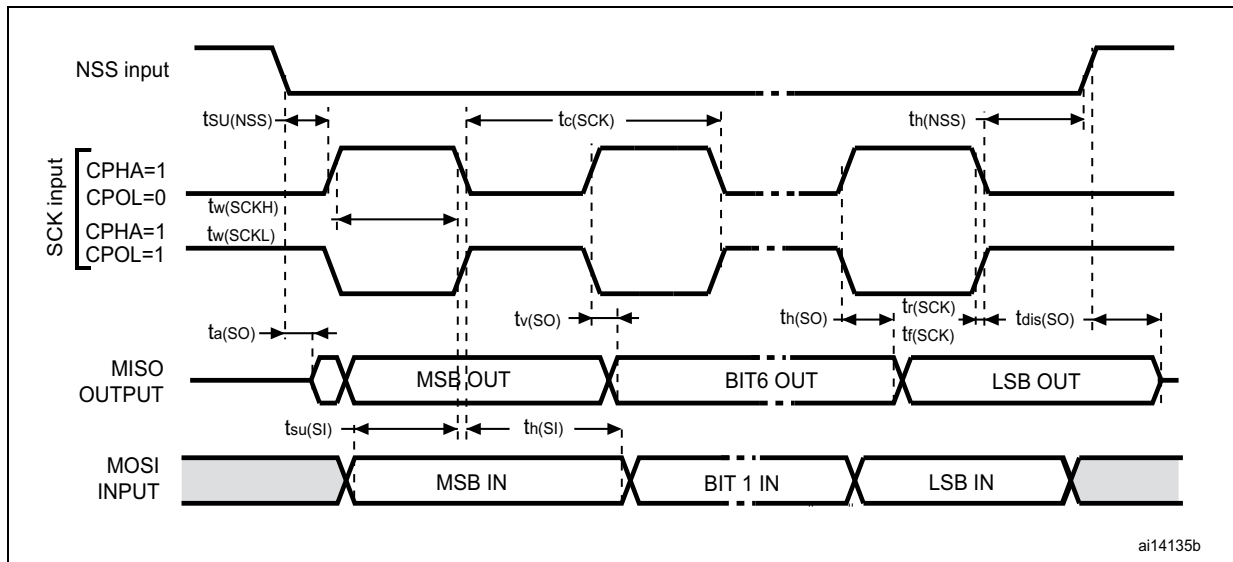 NSS input
tSU(NSS)
tc(SCK)
th(NSS)
SCK input
CPHA=1
CPOL=0
tw(SCKH)
CPHA=1
tw(SCKL)
CPOL=1
ta(SO)
tv(SO)
th(SO)
tr(SCK)
tf(SCK)
tdis(SO)
MISO
OUTPUT
MSB OUT
BIT6 OUT
LSB OUT
tsu(SI)
th(SI)
MOSI
INPUT
MSB IN
BIT 1 IN
LSB IN
ai14135b